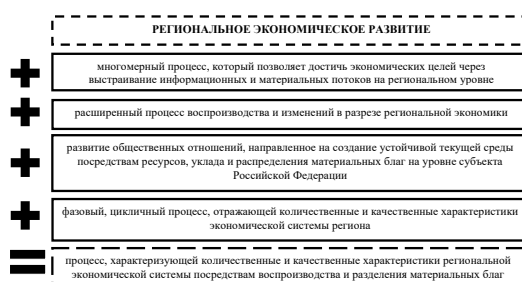 РЕГИОНАЛЬНОЕ ЭКОНОМИЧЕСКОЕ РАЗВИТИЕ
многомерный процесс, который позволяет достичь экономических целей через
выстраивание информационных и материальных потоков на региональном уровне
расширенный процесс воспроизводства и изменений в разрезе региональной экономики
развитие общественных отношений, направленное на создание устойчивой текущей среды
посредствам ресурсов, уклада и распределения материальных благ на уровне субъекта
Российской Федерации
фазовый, цикличный процесс, отражающей количественные и качественные характеристики
экономической системы региона
процесс, характеризующей количественные и качественные характеристики региональной
экономической системы посредствам воспроизводства и разделения материальных благ